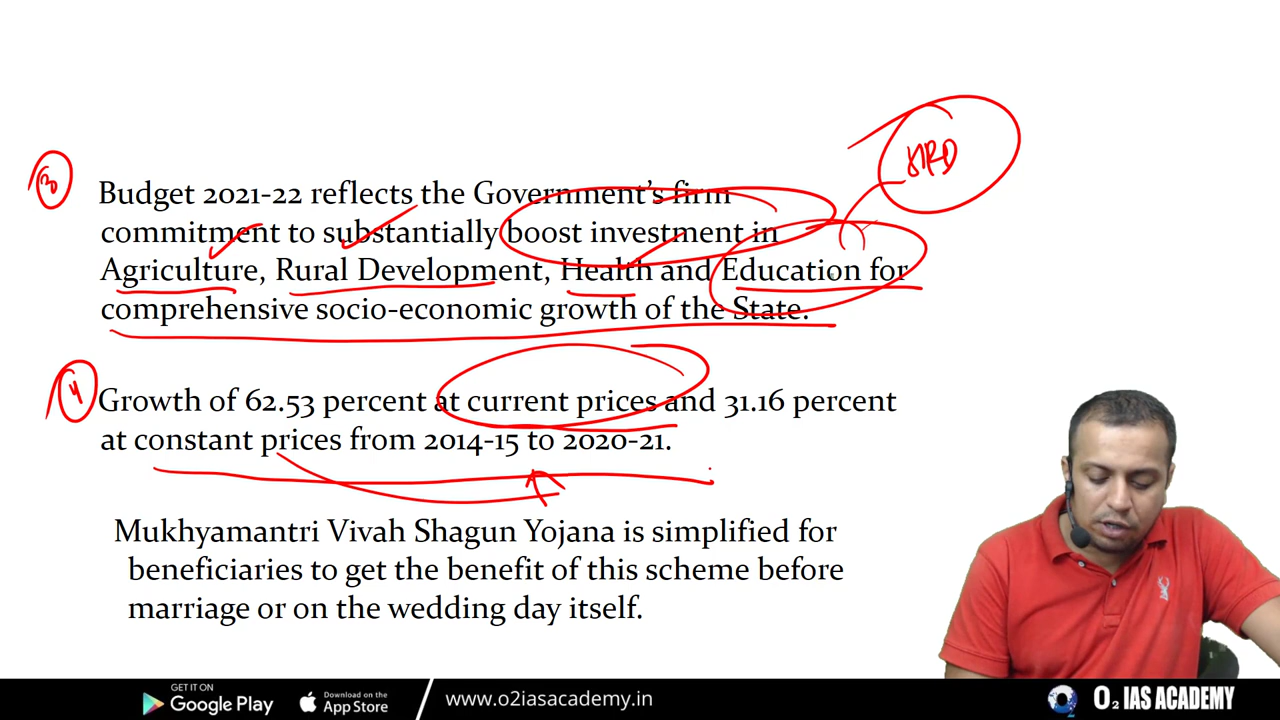 HRD
3
Budget 2021-22 reflects the Government's firm
commitment to substantially boost investment in
Agriculture, Rural Development, Health and Education for
comprehensive socio-economic growth of the State.
4
Growth of 62.53 percent at current prices and 31.16 percent
at constant prices from 2014-15 to 2020-21.
Mukhyamantri Vivah Shagun Yojana is simplified for
beneficiaries to get the benefit of this scheme before
marriage or on the wedding day itself.
GET IT ON
Google Play
Download on the
App Store
www.o2iasacademy.in
O2 IAS ACADEMY